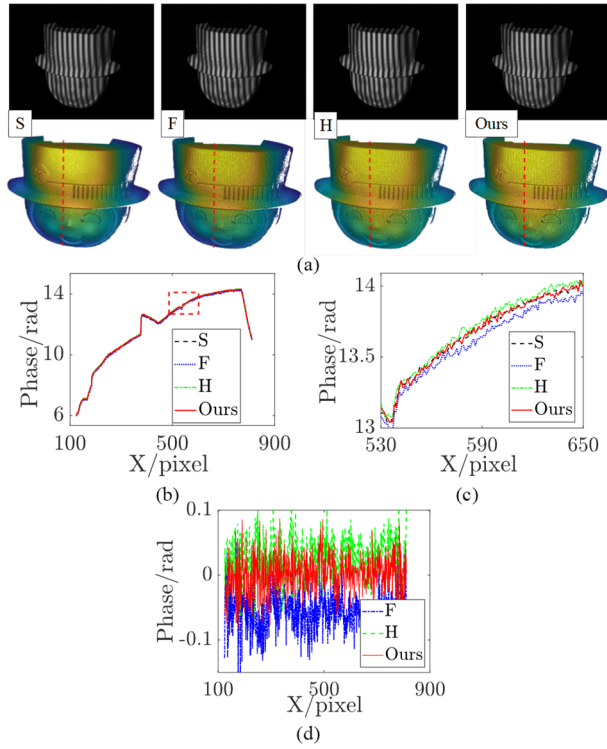 S
F
H
Ours
(a)
14
10
6
Phase/rad
S
F
H
Ours
100
500
900
X/pixel
(b)
14
13.5
13
Phase/rad
S
F
H
Ours
530
590
650
X/pixel
(c)
0.1
0
-0.1
Phase/rad
F
H
Ours
100
500
900
X/pixel
(d)